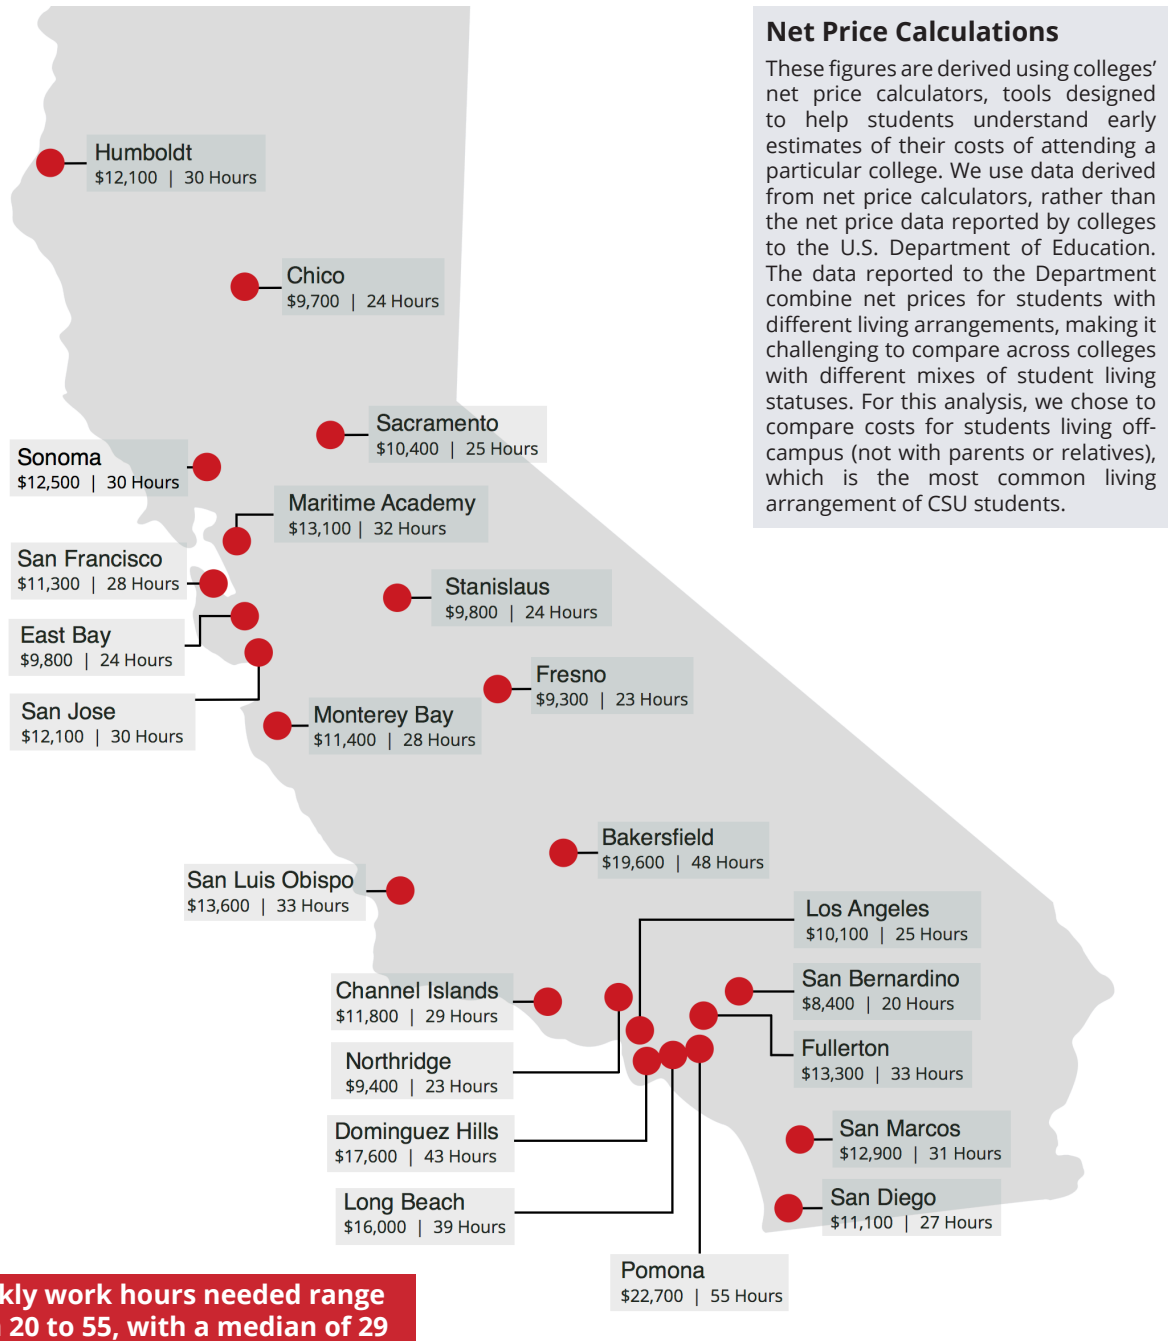 Net Price Calculations
These figures are derived using colleges'
net price calculators, tools designed
to help students understand early
estimates of their costs of attending a
particular college. We use data derived
from net price calculators, rather than
the net price data reported by colleges
to the U.S. Department of Education.
The data reported to the Department
combine net prices for students with
different living arrangements, making it
challenging to compare across colleges
with different mixes of student living
statuses. For this analysis, we chose to
compare costs for students living off-
campus (not with parents or relatives),
which is the most common living
arrangement of CSU students.
Humboldt
$12,100 | 30 Hours
Chico
$9,700 | 24 Hours
Sacramento
$10,400 | 25 Hours
Sonoma
$12,500 | 30 Hours
Maritime Academy
$13,100 | 32 Hours
San Francisco
$11,300 | 28 Hours
Stanislaus
$9,800 | 24 Hours
East Bay
$9,800 | 24 Hours
Fresno
$9,300 | 23 Hours
San Jose
$12,100 | 30 Hours
Monterey Bay
$11,400 | 28 Hours
Bakersfield
$19,600 | 48 Hours
San Luis Obispo
$13,600 | 33 Hours
Los Angeles
$10,100 | 25 Hours
San Bernardino
$8,400 | 20 Hours
Channel Islands
$11,800 | 29 Hours
Fullerton
$13,300 | 33 Hours
Northridge
$9,400 | 23 Hours
Dominguez Hills
$17,600 | 43 Hours
San Marcos
$12,900 | 31 Hours
Long Beach
$16,000 | 39 Hours
San Diego
$11,100 | 27 Hours
Pomona
$22,700 | 55 Hours
work hours needed range
20 to 55, with a median of 29